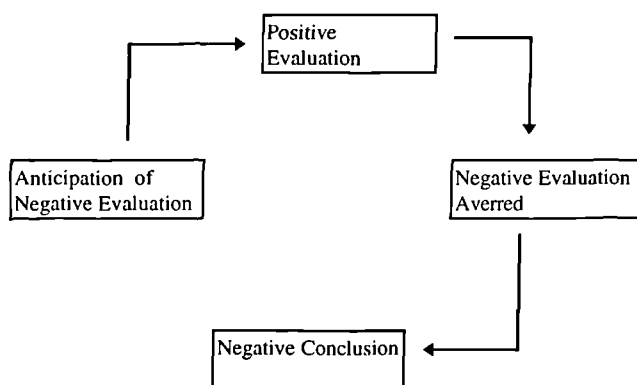 Positive
Evaluation
Anticipation of
Negative Evaluation
Negative Evaluation
Averred
Negative Conclusion